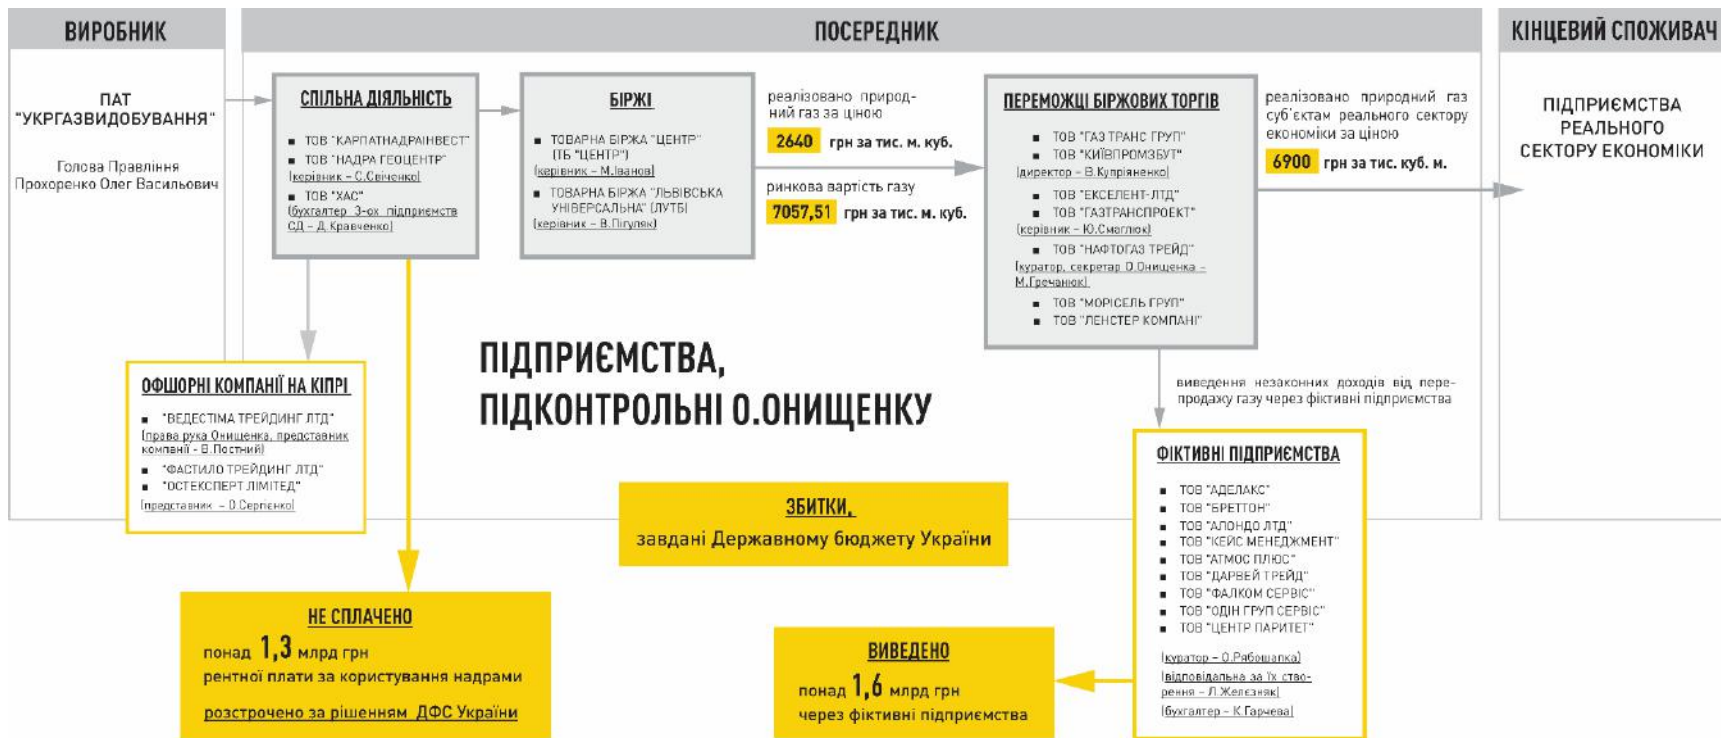 ВИРОБНИК
ПОСЕРЕДНИК
КІНЦЕВИЙ СПОЖИВАЧ
ПАТ
"УКРГАЗВИДОБУВАННЯ"
Голова Правління
Прохоренко Олег Васильович
СПІЛЬНА ДІЯЛЬНІСТЬ
ТОВ "КАРПАТНАДРАІНВЕСТ"
ТОВ "НАДРА ГЕОЦЕНТР"
(керівник – С.Свіченко)
ТОВ "ХАС"
(бухгалтер 3-ох підприємств
СД – Д.Кравченко)
БІРЖІ
ТОВАРНА БІРЖА "ЦЕНТР"
(ТБ "ЦЕНТР")
(керівник – М.Іванов)
ТОВАРНА БІРЖА "ЛЬВІВСЬКА
УНІВЕРСАЛЬНА" (ЛУТБ)
(керівник – В.Пігуляк)
реалізовано природ-
ний газ за ціною
2640 грн за тис. м. куб.
ринкова вартість газу
7057,51 грн за тис. м. куб.
ПЕРЕМОЖЦІ БІРЖОВИХ ТОРГІВ
ТОВ "ГАЗ ТРАНС ГРУП"
ТОВ "КИЇВПРОМЗБУТ"
(директор – В.Купріяненко)
ТОВ "ЕКСЕЛЕНТ-ЛТД"
ТОВ "ГАЗТРАНСПРОЕКТ"
(керівник – Ю.Смаглюк)
ТОВ "НАФТОГАЗ ТРЕЙД"
(куратор, секретар О.Онищенка –
М.Гречанюк)
ТОВ "МОРІСЕЛЬ ГРУП"
ТОВ "ЛЕНСТЕР КОМПАНІ"
реалізовано природний газ
суб'єктам реального сектору
економіки за ціною
6900 грн за тис. куб. м.
ПІДПРИЄМСТВА
РЕАЛЬНОГО
СЕКТОРУ ЕКОНОМІКИ
ОФШОРНІ КОМПАНІЇ НА КІПРІ
"ВЕДЕСТІМА ТРЕЙДИНГ ЛТД"
(права рука Онищенка, представник
компанії - В.Постний)
"ФАСТИЛО ТРЕЙДИНГ ЛТД"
"ОСТЕКСПЕРТ ЛІМІТЕД"
(представник – О.Сергієнко)
ПІДПРИЄМСТВА,
ПІДКОНТРОЛЬНІ О.ОНИЩЕНКУ
виведення незаконних доходів від пере-
продажу газу через фіктивні підприємства
ФІКТИВНІ ПІДПРИЄМСТВА
ТОВ "АДЕЛАКС"
ТОВ "БРЕТТОН"
ТОВ "АЛОНДО ЛТД"
ТОВ "КЕЙС МЕНЕДЖМЕНТ"
ТОВ "АТМОС ПЛЮС"
ТОВ "ДАРВЕЙ ТРЕЙД"
ТОВ "ФАЛКОМ СЕРВІС"
ТОВ "ОДІН ГРУП СЕРВІС"
ТОВ "ЦЕНТР ПАРИТЕТ"
(куратор – О.Рябошапка)
(відповідальна за їх ство-
рення – Л.Желєзняк)
(бухгалтер – К.Гарчева)
ЗБИТКИ,
завдані Державному бюджету України
НЕ СПЛАЧЕНО
понад 1,3 млрд грн
рентної плати за користування надрами
розстрочено за рішенням ДФС України
ВИВЕДЕНО
понад 1,6 млрд грн
через фіктивні підприємства